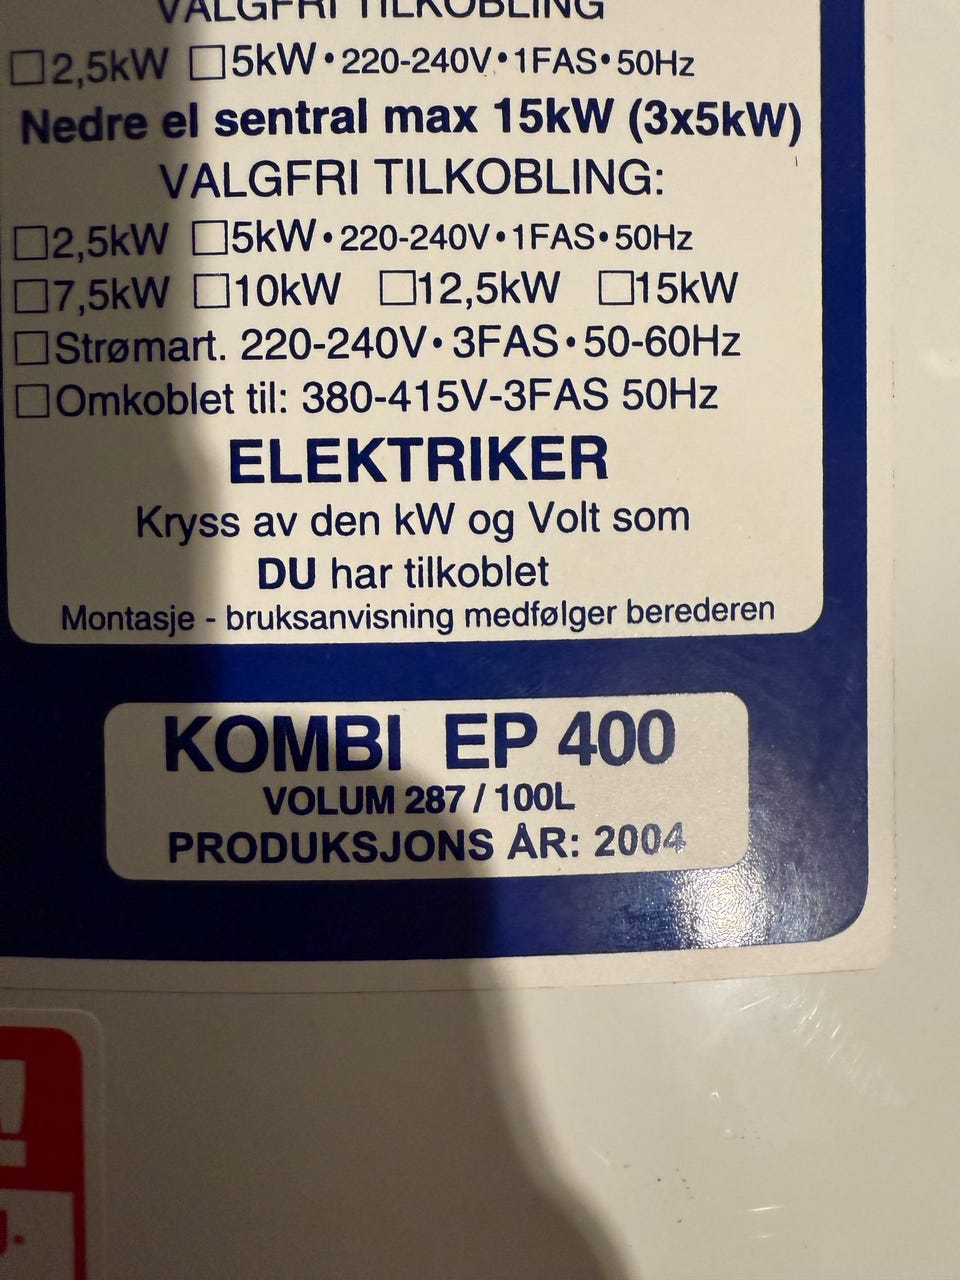 VALGFRI TILKOBLING
☐2,5kW ☐5kW•220-240V•1FAS•50Hz
Nedre el sentral max 15kW (3x5kW)
VALGFRI TILKOBLING:
☐2,5kW ☐5kW•220-240V•1FAS•50Hz
☐7,5kW ☐10kW ☐12,5kW ☐15kW
☐Strømart. 220-240V•3FAS•50-60Hz
☐Omkoblet til: 380-415V-3FAS 50Hz
ELEKTRIKER
Kryss av den kW og Volt som
DU har tilkoblet
Montasje - bruksanvisning medfølger berederen
KOMBI EP 400
VOLUM 287 / 100L
PRODUKSJONS ÅR: 2004